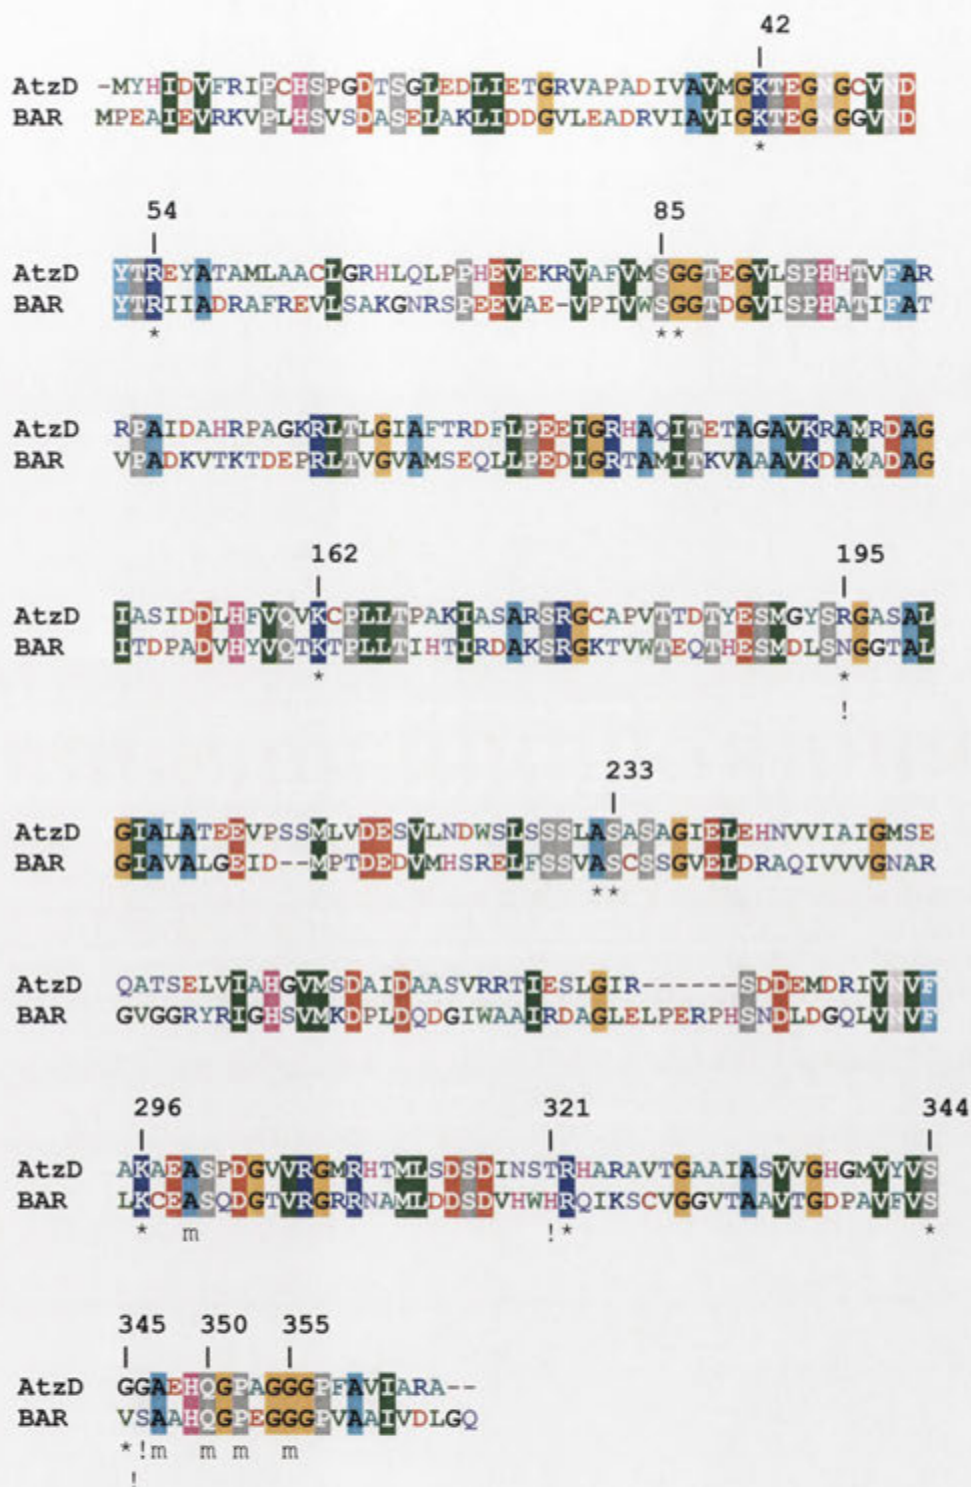 42
AtzD -MYHIDVFRIPCHSPGDTSGLEDLIETGRVAPADIVAVMGKTEGNGCVND
BAR MPEAIEVRKVPLHSVSDASELAKLIDDGVLEADRVIAVIGKTEGNGGVND
*
54 85
AtzD YTREYATAMLAACLGRHLQLPPHEVEKRVAFVMSGGTEGVLSPHHTVFAR
BAR YTRIIADRAFREVLSAKGNRSPEEVAE-VPIVWSGGTDGVISPHATIFAT
* **
AtzD RPAIDAHRPAGKRLTLGIAFTRDFLPEEIGRHAQITETAGAVKRAMRDAG
BAR VPADKVTKTDEPRLTVGVAMSEQLLPEDIGRTAMITKVAAAVKDAMADAG
162 195
AtzD IASIDDLHFVQVKCPLLTPAKIASARSRGCAPVTTDTYESMGYSRGASAL
BAR ITDPADVHYVQTKTPLLTIHTIRDAKSRGKTVWTEQTHESMDLSNGGTAL
* *
!
233
AtzD GIALATEEVPSSMLVDESVLNDWSLSSSLASASAGIELEHNVVIAIGMSE
BAR GIAVALGEID--MPTDEDVMHSRELFSSVASCSSGVELDRAQIVVVGNAR
**
AtzD QATSELVIAHGVMSDAIDAASVRRTIESLGIR------SDDEMDRIVNVF
BAR GVGGRYRIGHSVMKDPLDQDGIWAAIRDAGLELPERPHSNDLDGQLVNVF
296 321 344
AtzD AKAEASPDGVVRGMRHTMLSDSDINSTRHARAVTGAAIASVVGHGMVYVS
BAR LKCEASQDGTVRGRRNAMLDDSDVHWHRQIKSCVGGVTAAVTGDPAVFVS
* m !* *
345 350 355
AtzD GGAEHQGPAGGGPFAVIARA--
BAR VSAAHQGPEGGGPVAAIVDLGQ
*!m m m m
!